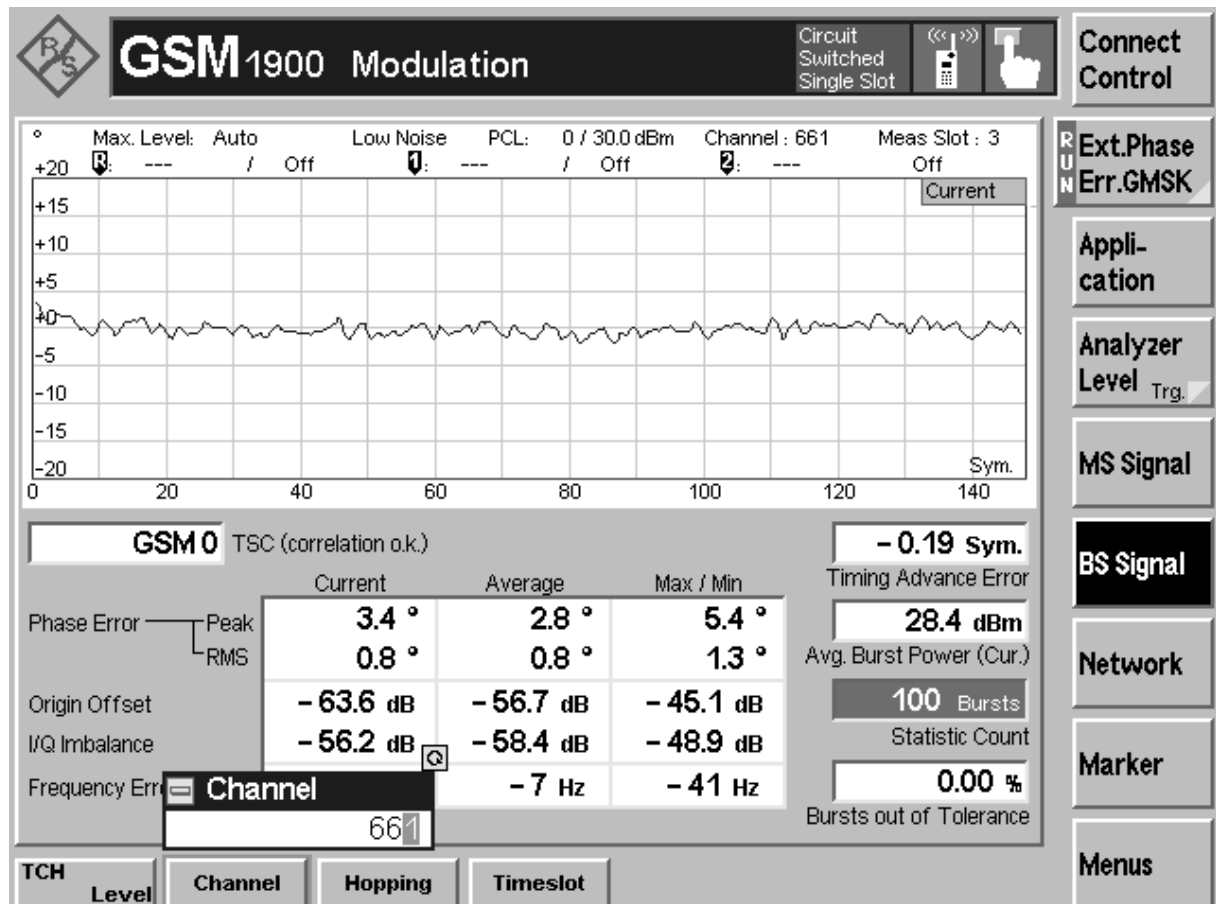 R/S
GSM 1900 Modulation
Circuit
Switched
Single Slot
Connect
Control
° Max. Level: Auto Low Noise PCL: 0 / 30.0 dBm Channel : 661 Meas Slot : 3
R: --- / Off 1: --- / Off 2: --- Off
Current
+20
+15
+10
+5
+0
-5
-10
-15
-20
Sym.
0 20 40 60 80 100 120 140
RUN
Ext.Phase
Err.GMSK
Appli-
cation
Analyzer
Level Trg.
MS Signal
BS Signal
Network
Marker
Menus
GSM 0 TSC (correlation o.k.)
- 0.19 Sym.
Timing Advance Error
Current Average Max / Min
Phase Error Peak 3.4 ° 2.8 ° 5.4 °
RMS 0.8 ° 0.8 ° 1.3 °
28.4 dBm
Avg. Burst Power (Cur.)
Origin Offset - 63.6 dB - 56.7 dB - 45.1 dB
100 Bursts
Statistic Count
I/Q Imbalance - 56.2 dB - 58.4 dB - 48.9 dB
Frequency Err - 7 Hz - 41 Hz
0.00 %
Bursts out of Tolerance
Channel
661
TCH
Level
Channel
Hopping
Timeslot